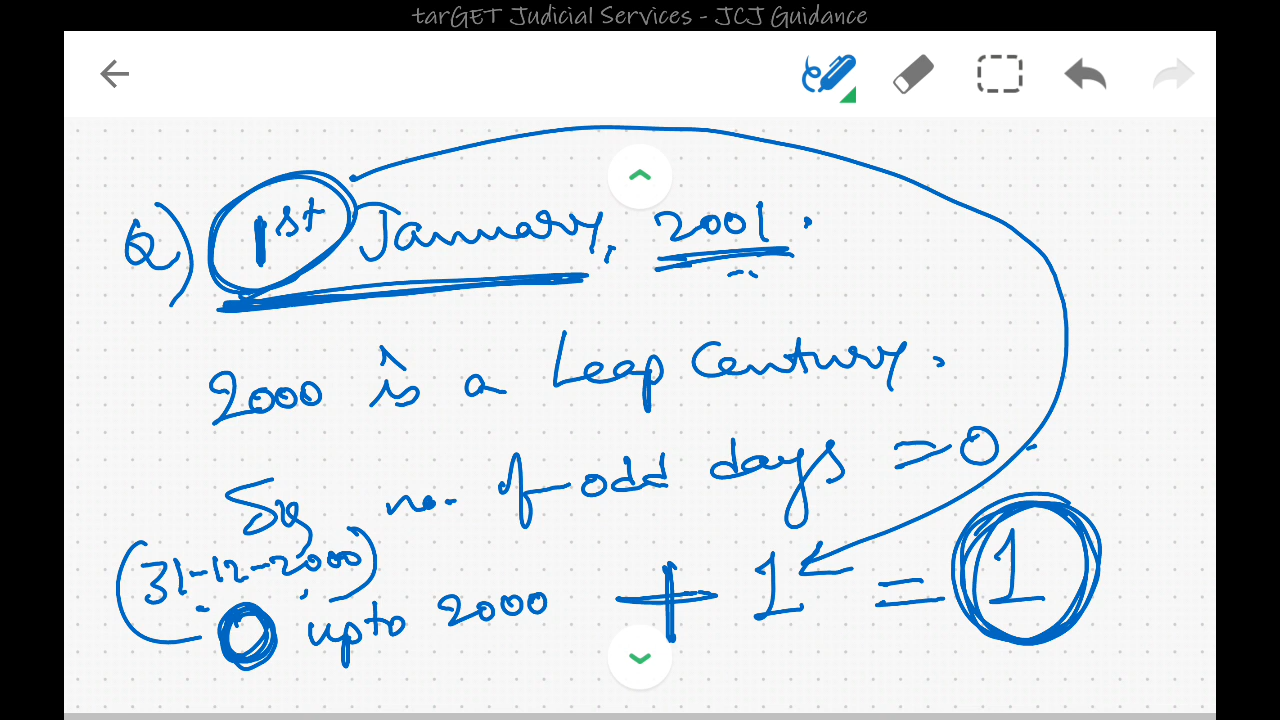 tarGET Judicial Services - JCJ Guidance
Q) 1st January, 2001.
2000 is a Leap Century.
So, no. of odd days = 0.
(31-12-2000)
0 upto 2000 + 1 = 1